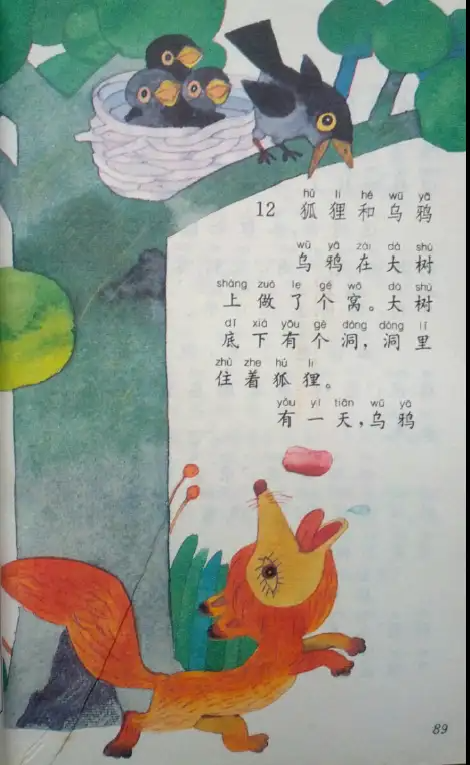 hú li hé wū yā
12 狐狸和乌鸦
wū yā zài dà shù
乌鸦在大树
shàng zuò le gè wō dà shù
上做了个窝。大树
dǐ xià yǒu gè dòng dòng lǐ
底下有个洞，洞里
zhù zhe hú li
住着狐狸。
yǒu yì tiān wū yā
有一天，乌鸦
89